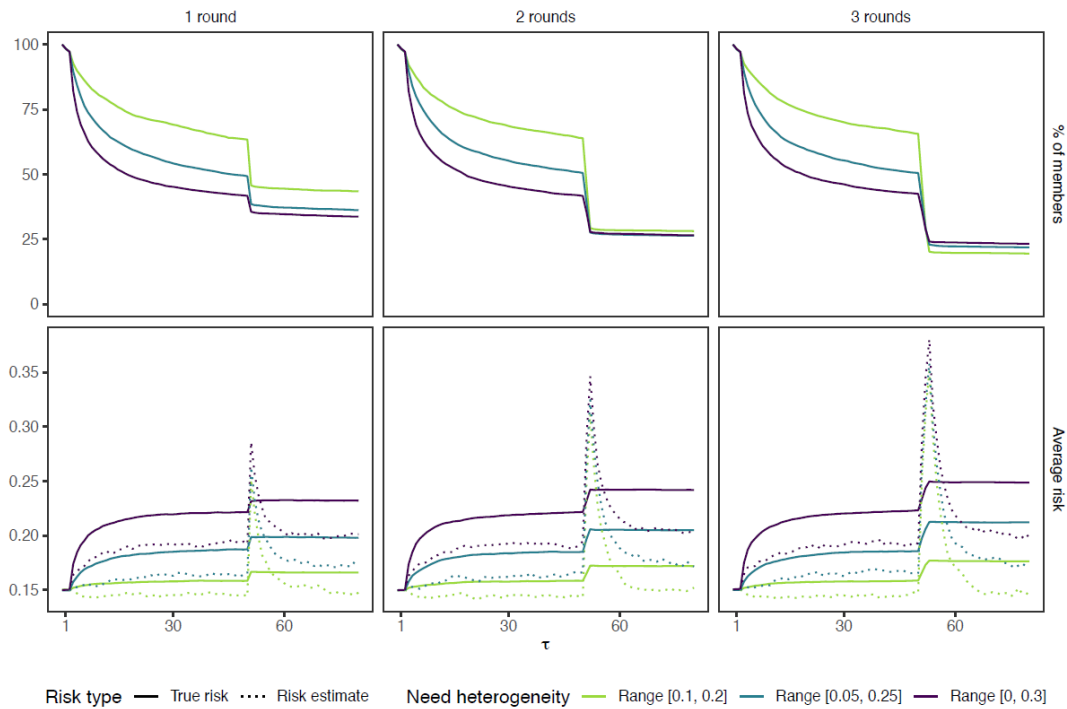 1 round
2 rounds
3 rounds
100
75
50
25
0
% of members
0.35
0.30
0.25
0.20
0.15
Average risk
1 30 60
1 30 60
1 30 60
τ
Risk type True risk Risk estimate Need heterogeneity Range [0.1, 0.2] Range [0.05, 0.25] Range [0, 0.3]